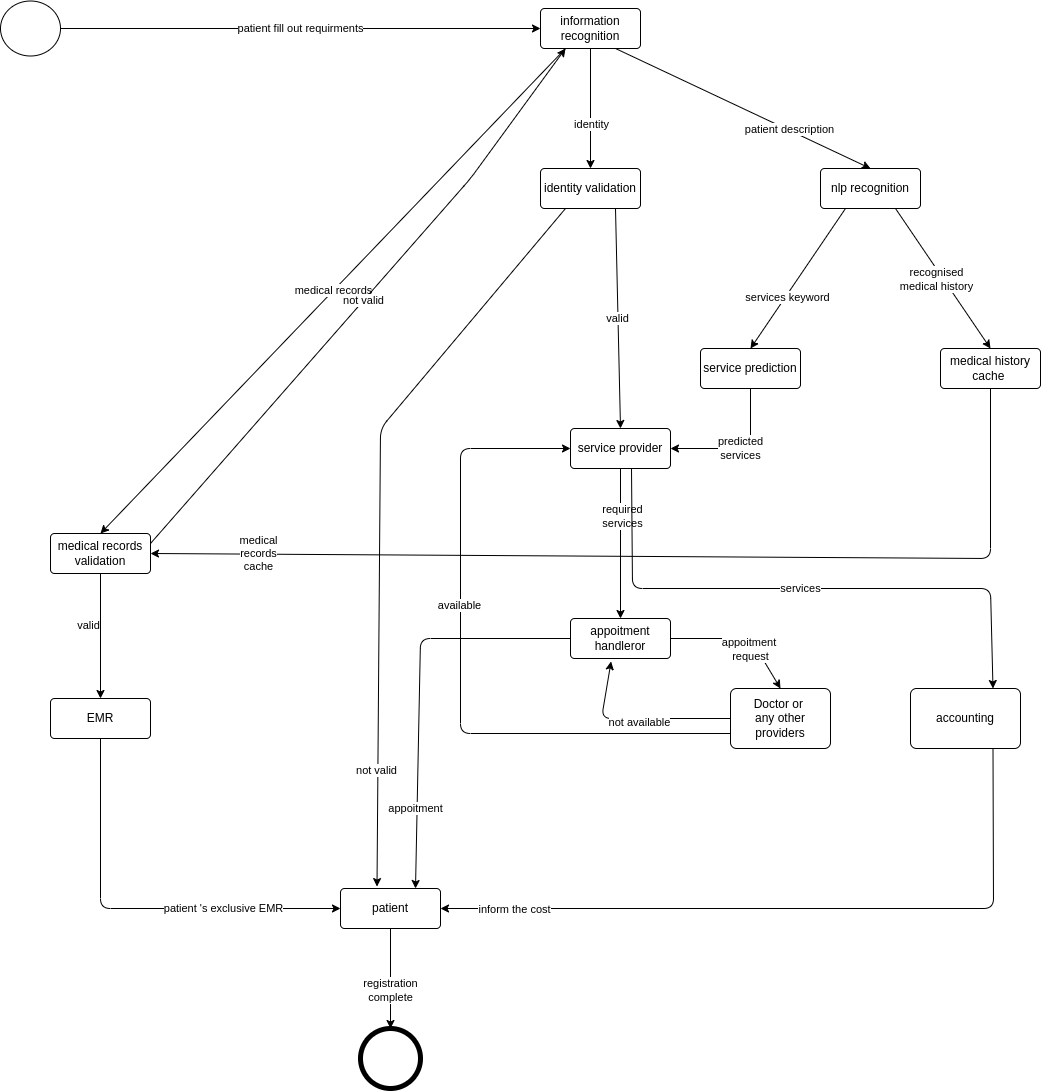 patient fill out requirments
information
recognition
identity
patient description
identity validation
nlp recognition
medical records
not valid
valid
services keyword
recognised
medical history
service prediction
medical history
cache
service provider
predicted
services
required
services
medical records
validation
medical
records
cache
available
services
valid
appoitment
handleror
appoitment
request
EMR
not available
Doctor or
any other
providers
accounting
not valid
appoitment
patient 's exclusive EMR
patient
inform the cost
registration
complete